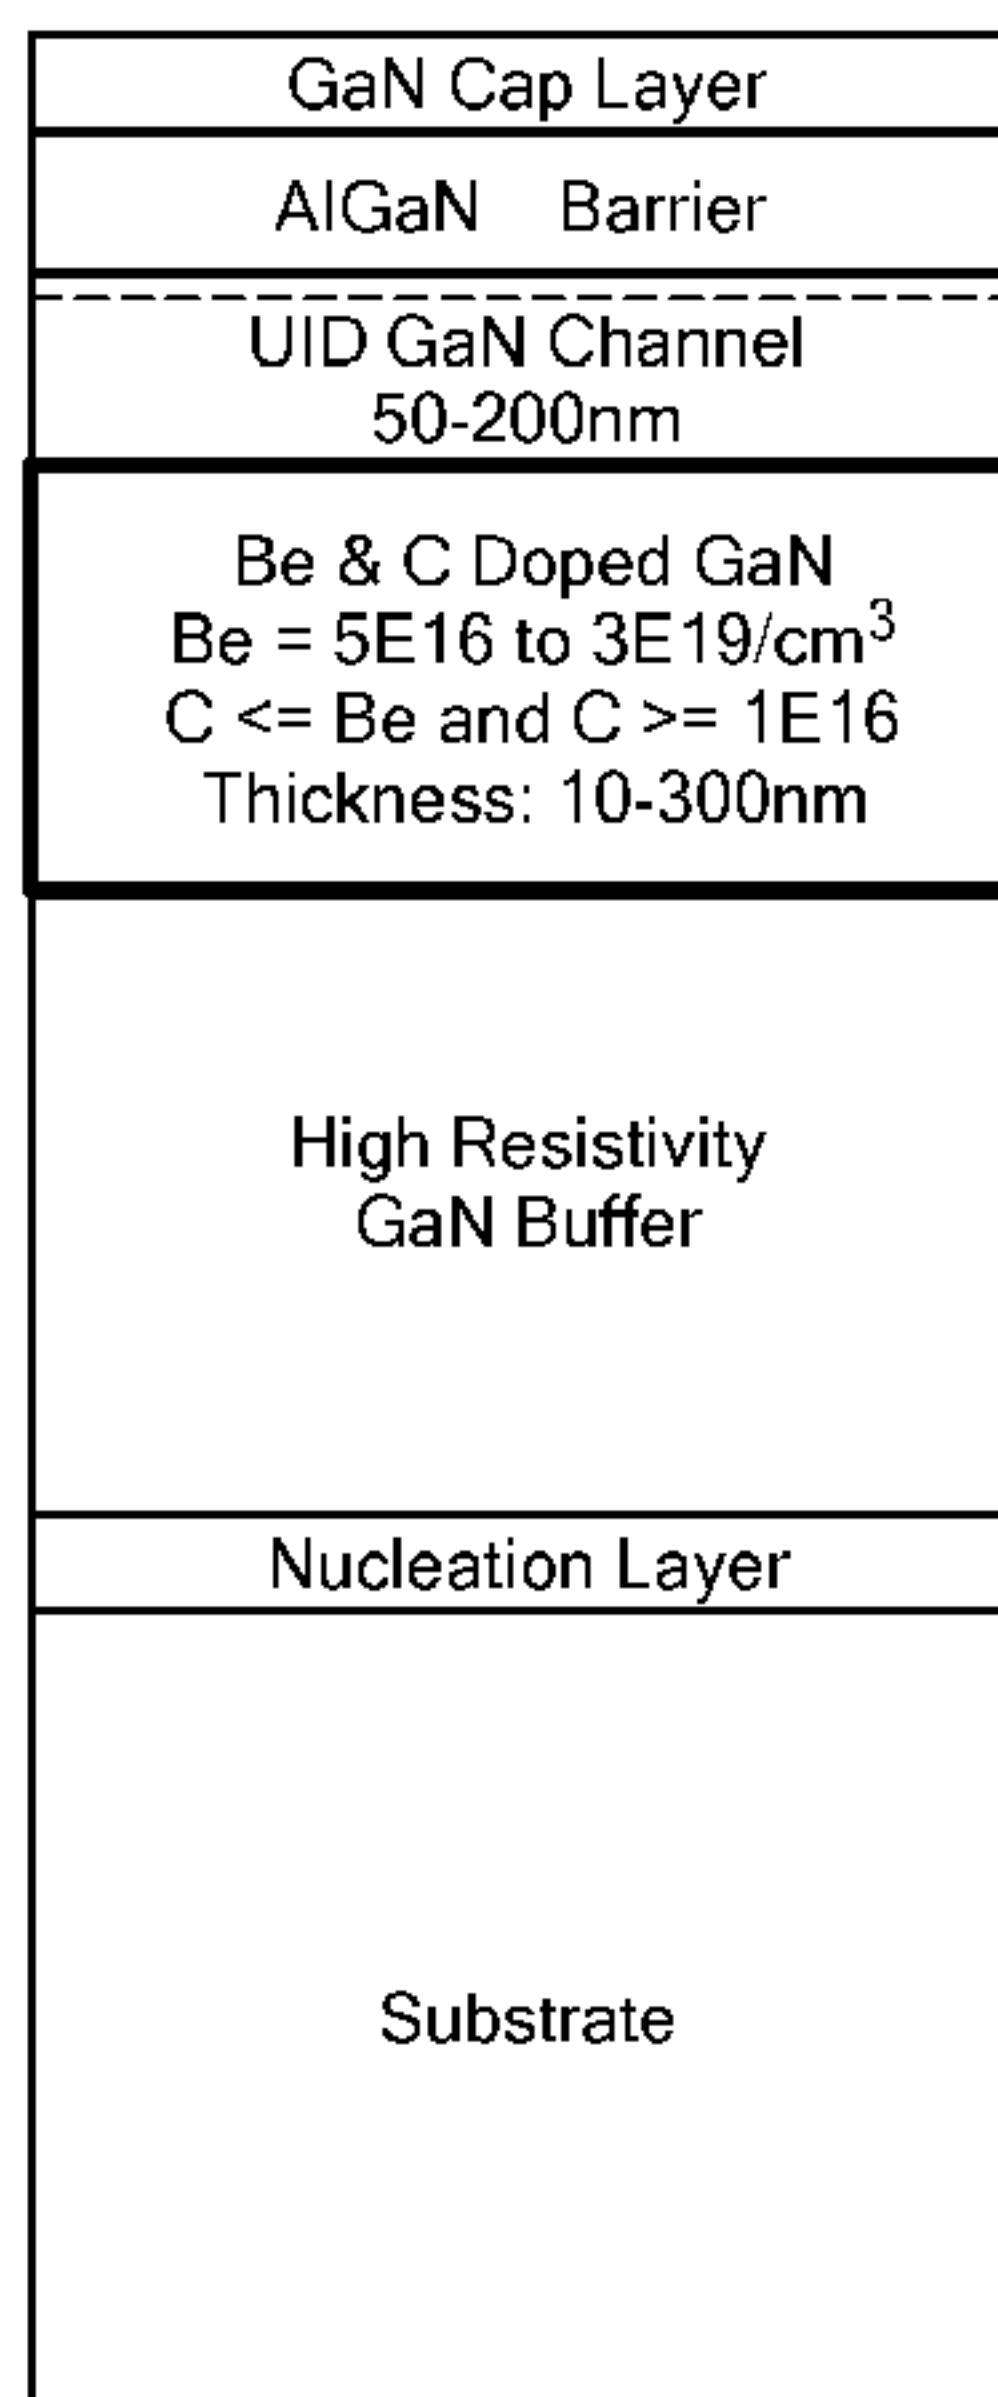 GaN Cap Layer
AlGaN Barrier
UID GaN Channel
50-200nm
Be & C Doped GaN
Be = 5E16 to 3E19/cm³
C <= Be and C >= 1E16
Thickness: 10-300nm
High Resistivity
GaN Buffer
Nucleation Layer
Substrate